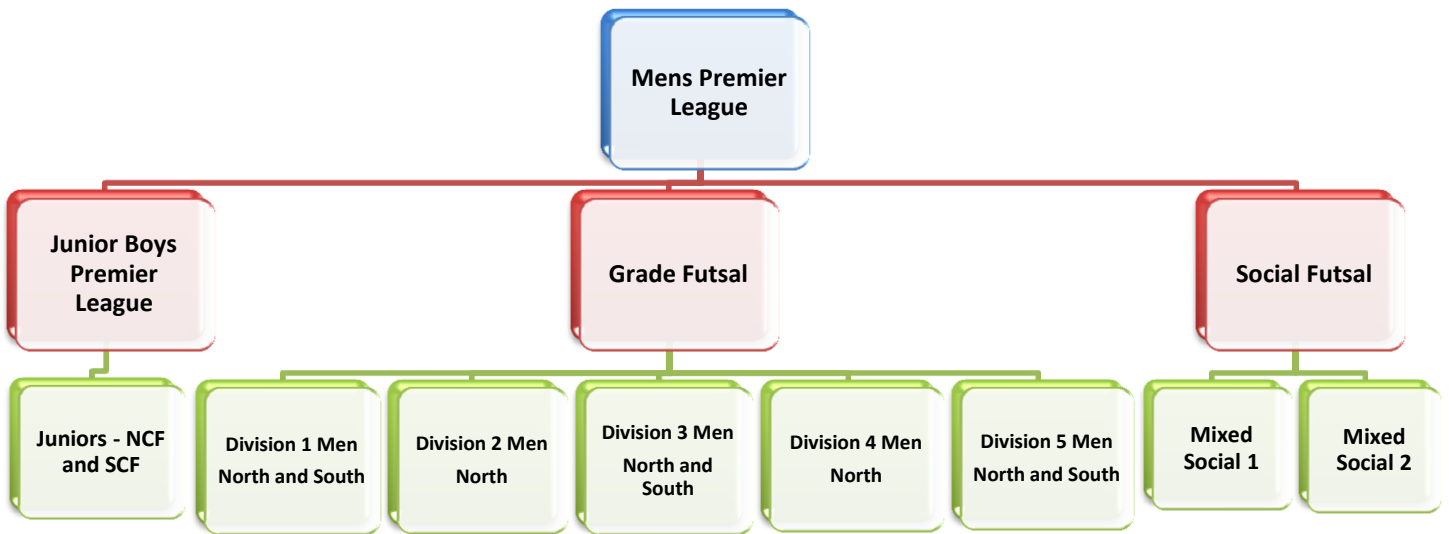 Mens Premier
League
Junior Boys
Premier
League
Grade Futsal
Social Futsal
Juniors - NCF
and SCF
Division 1 Men
North and South
Division 2 Men
North
Division 3 Men
North and
South
Division 4 Men
North
Division 5 Men
North and South
Mixed
Social 1
Mixed
Social 2